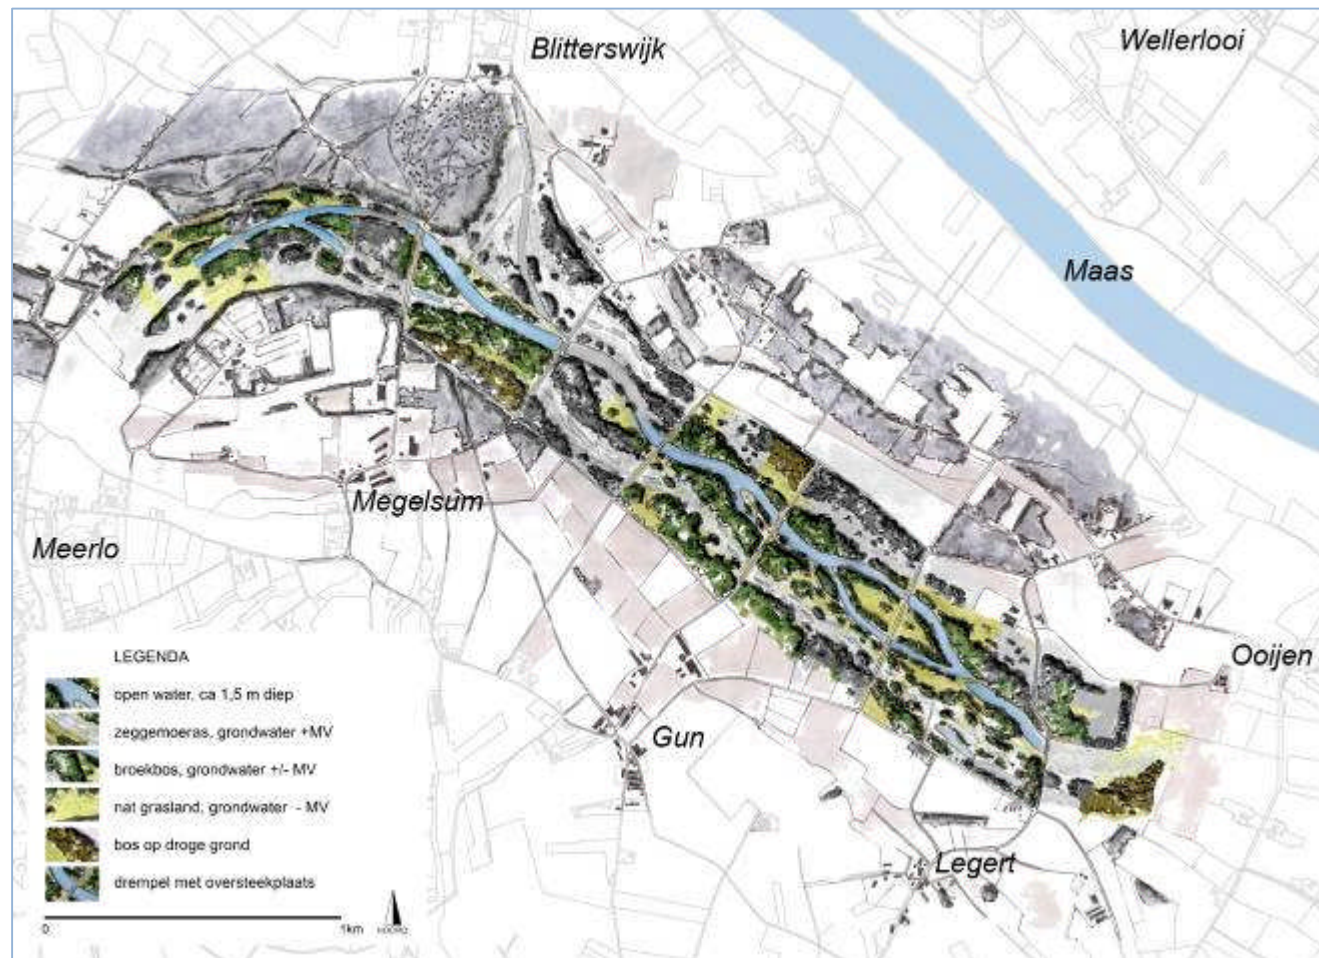 Blitterswijk
Wellerlooi
Maas
Megelsum
Meerlo
Ooijen
Gun
Legert
LEGENDA
open water, ca 1,5 m diep
zeggemoeras, grondwater +MV
broekbos, grondwater +/- MV
nat grasland, grondwater - MV
bos op droge grond
drempel met oversteekplaats
0 1km NOORD